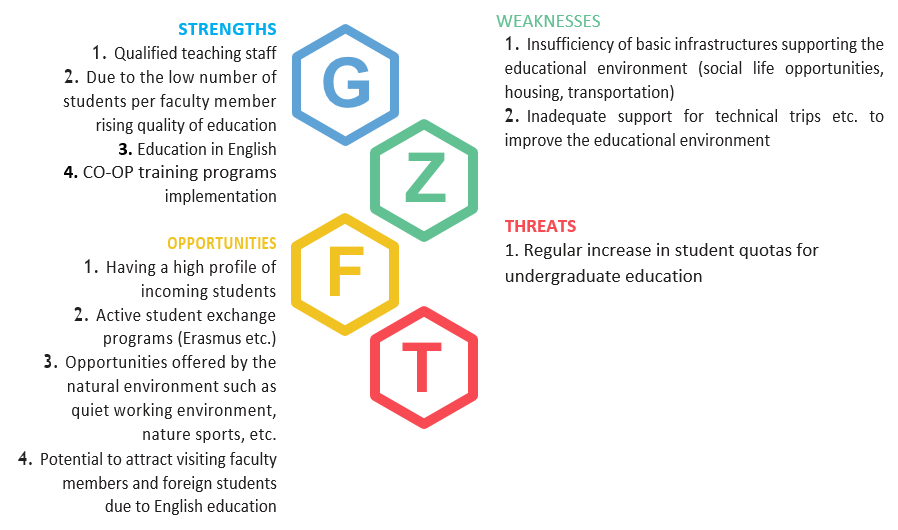 STRENGTHS
1. Qualified teaching staff
2. Due to the low number of
students per faculty member
rising quality of education
3. Education in English
4. CO-OP training programs
implementation
G
WEAKNESSES
1. Insufficiency of basic infrastructures supporting the
educational environment (social life opportunities,
housing, transportation)
2. Inadequate support for technical trips etc. to
improve the educational environment
Z
OPPORTUNITIES
1. Having a high profile of
incoming students
2. Active student exchange
programs (Erasmus etc.)
3. Opportunities offered by the
natural environment such as
quiet working environment,
nature sports, etc.
4. Potential to attract visiting faculty
members and foreign students
due to English education
F
THREATS
1. Regular increase in student quotas for
undergraduate education
T